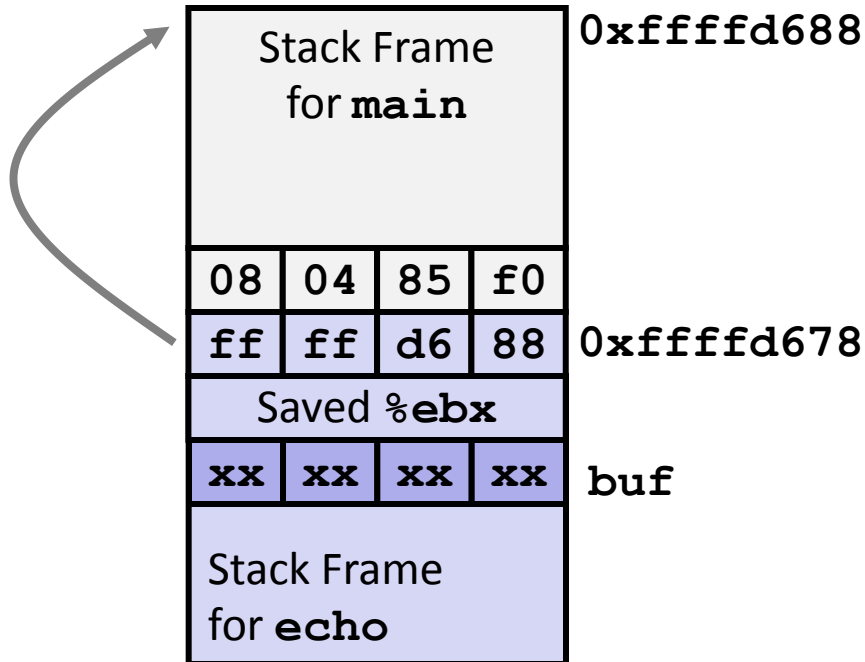 Stack Frame
for main
0xffffd688
08 04 85 f0
ff ff d6 88
0xffffd678
Saved %ebx
xx xx xx xx
buf
Stack Frame
for echo